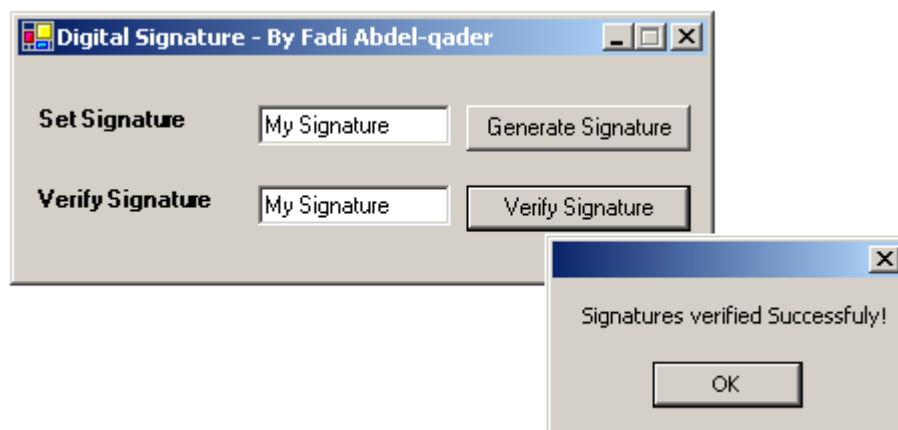 Digital Signature - By Fadi Abdel-qader
Set Signature My Signature Generate Signature
Verify Signature My Signature Verify Signature
Signatures verified Successfuly!
OK